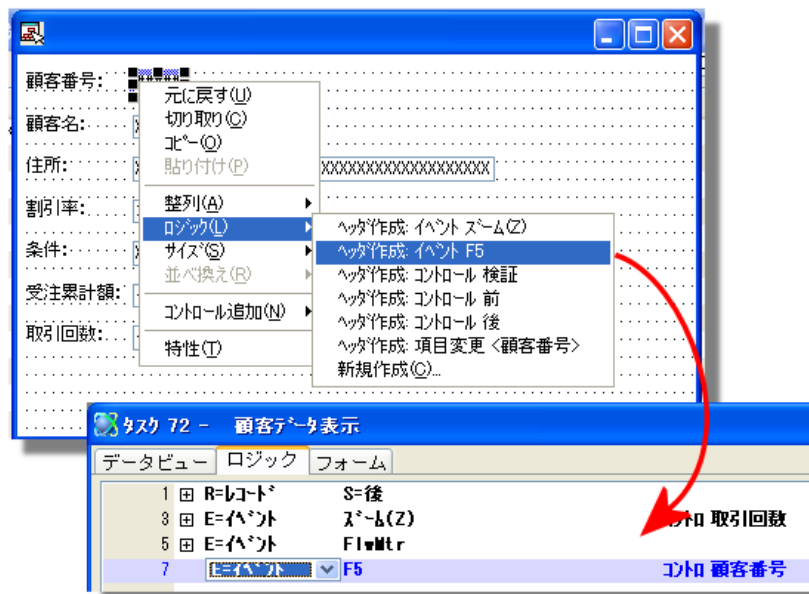 顧客番号:
元に戻す(U)
顧客名:
切り取り(C)
コピー(O)
住所:
貼り付け(P)
XXXXXXXXXXXXXXXXXXX
割引率:
整列(A)
ロジック(L)
ヘッダ作成: イベント ズーム(Z)
条件:
サイズ(S)
ヘッダ作成: イベント F5
並べ換え(R)
ヘッダ作成: コントロール 検証
受注累計額:
ヘッダ作成: コントロール 前
コントロール追加(N)
ヘッダ作成: コントロール 後
取引回数:
特性(T)
ヘッダ作成: 項目変更 <顧客番号>
新規作成(C)...
タスク 72 - 顧客データ表示
データビュー ロジック フォーム
1 R=レコード S=後
3 E=イベント ズーム(Z) 取引回数
5 E=イベント FlwMtr
7 E=イベント F5 コントロ 顧客番号